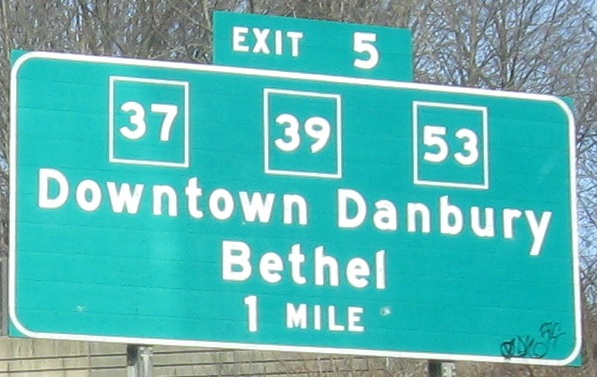 EXIT 5
37 39 53
Downtown Danbury
Bethel
1 MILE